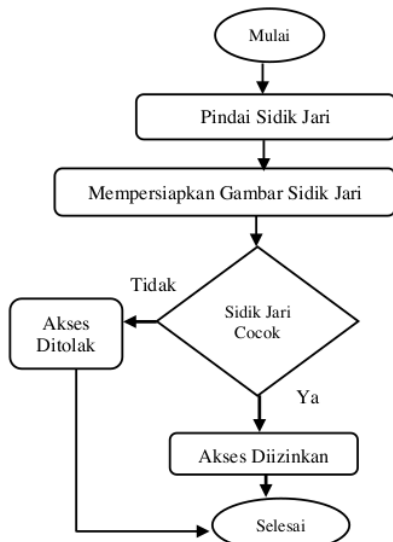 Mulai
Pindai Sidik Jari
Mempersiapkan Gambar Sidik Jari
Tidak
Sidik Jari
Cocok
Akses
Ditolak
Ya
Akses Diizinkan
Selesai